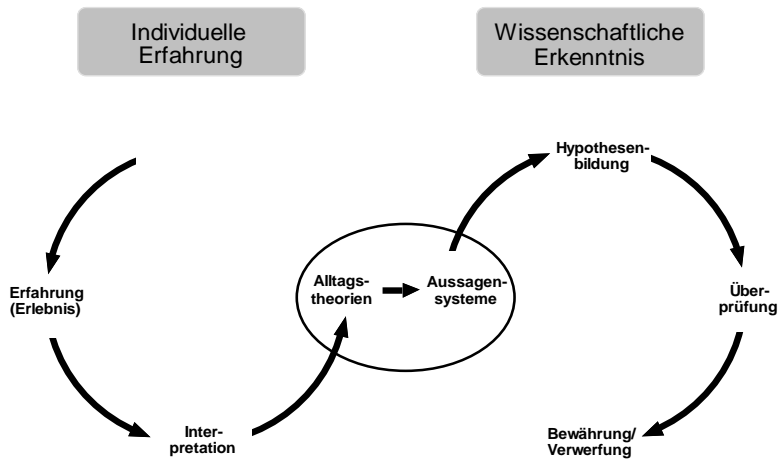 Individuelle
Erfahrung
Wissenschaftliche
Erkenntnis
Hypothesen-
bildung
Erfahrung
(Erlebnis)
Alltags-
theorien
Aussagen-
systeme
Über-
prüfung
Inter-
pretation
Bewährung/
Verwerfung